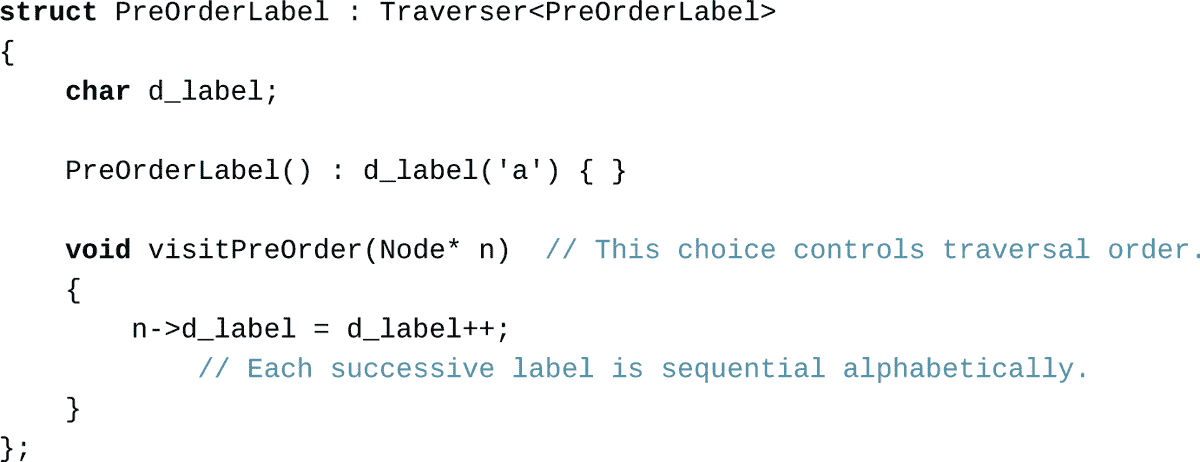 struct PreOrderLabel : Traverser<PreOrderLabel>
{
    char d_label;

    PreOrderLabel() : d_label('a') { }

    void visitPreOrder(Node* n)  // This choice controls traversal order.
    {
        n->d_label = d_label++;
            // Each successive label is sequential alphabetically.
    }
};